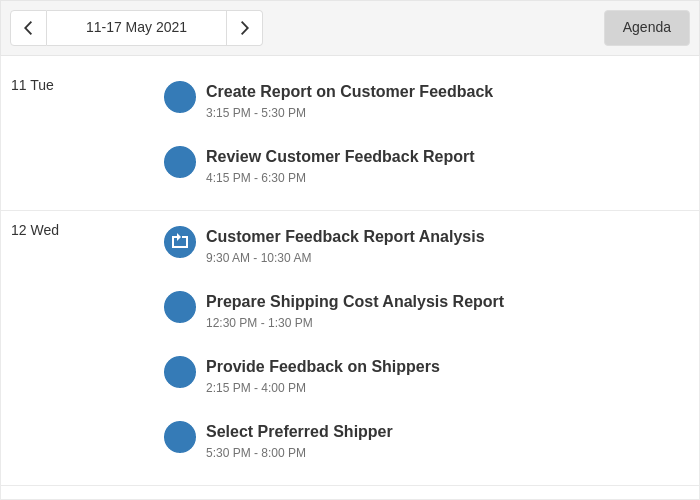 11-17 May 2021
Agenda
11 Tue
Create Report on Customer Feedback
3:15 PM - 5:30 PM
Review Customer Feedback Report
4:15 PM - 6:30 PM
12 Wed
Customer Feedback Report Analysis
9:30 AM - 10:30 AM
Prepare Shipping Cost Analysis Report
12:30 PM - 1:30 PM
Provide Feedback on Shippers
2:15 PM - 4:00 PM
Select Preferred Shipper
5:30 PM - 8:00 PM